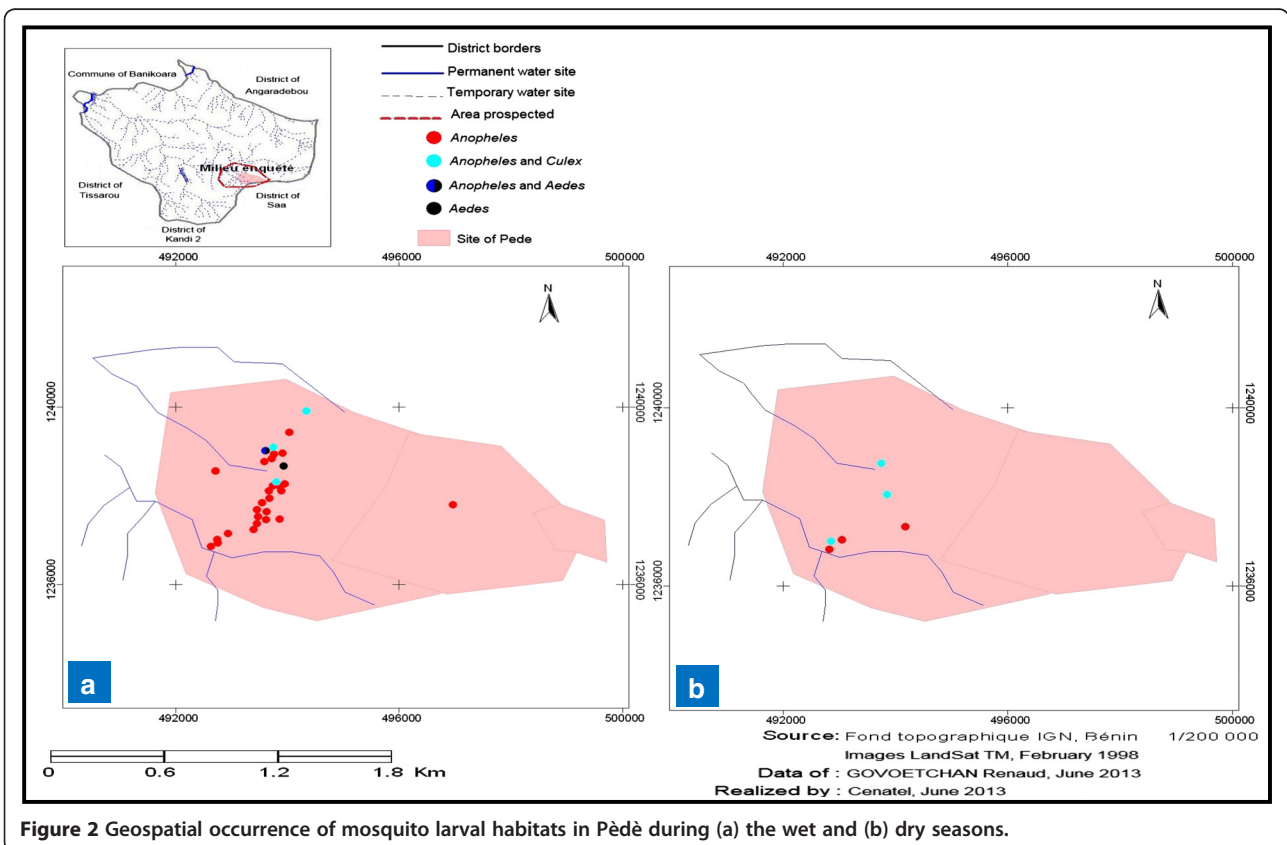 Commune of Banikoara
District of
Angaradebou
Milieu enquêté
District of
Tissarou
District of
Saa
District of
Kandi 2
District borders
Permanent water site
Temporary water site
Area prospected
Anopheles
Anopheles and Culex
Anopheles and Aedes
Aedes
Site of Pede
492000 496000 500000
N
1240000 1240000
1236000 1236000
a
492000 496000 500000
492000 496000 500000
N
1240000 1240000
1236000 1236000
b
492000 496000 500000
0 0.6 1.2 1.8 Km
Source: Fond topographique IGN, Bénin 1/200 000
Images LandSat TM, February 1998
Data of : GOVOETCHAN Renaud, June 2013
Realized by : Cenatel, June 2013
Figure 2 Geospatial occurrence of mosquito larval habitats in Pèdè during (a) the wet and (b) dry seasons.